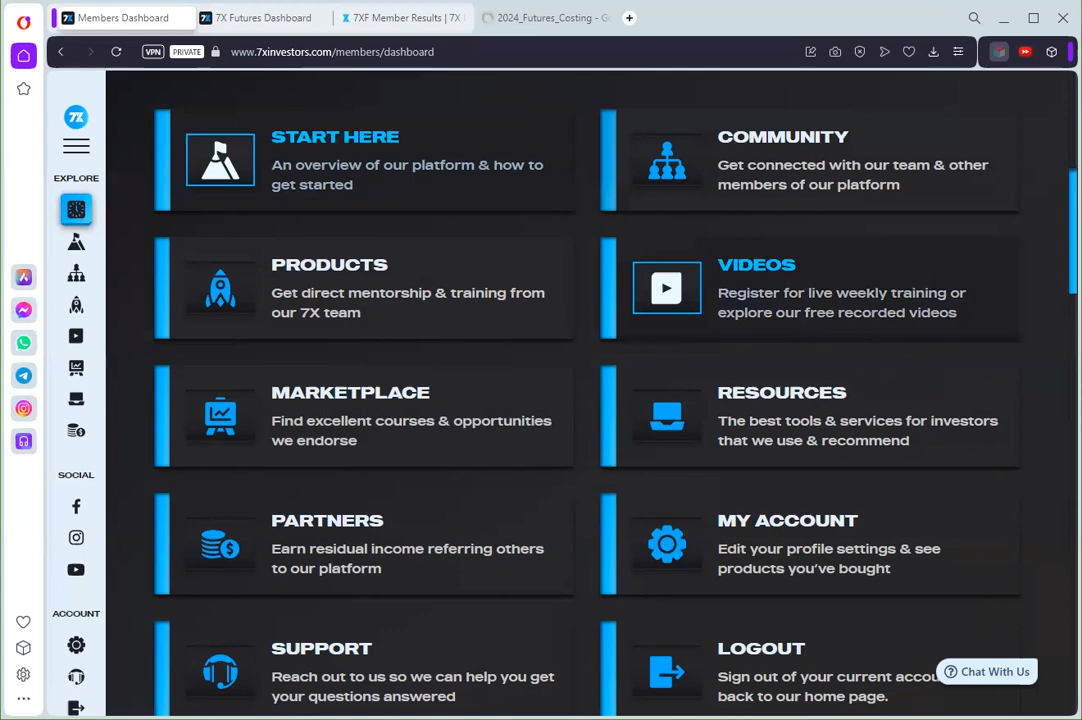 Members Dashboard
7X Futures Dashboard
7XF Member Results | 7X
2024_Futures_Costing - Go
VPN
PRIVATE
www.7xinvestors.com/members/dashboard
7X
EXPLORE
SOCIAL
ACCOUNT
START HERE
An overview of our platform & how to
get started
COMMUNITY
Get connected with our team & other
members of our platform
PRODUCTS
Get direct mentorship & training from
our 7X team
VIDEOS
Register for live weekly training or
explore our free recorded videos
MARKETPLACE
Find excellent courses & opportunities
we endorse
RESOURCES
The best tools & services for investors
that we use & recommend
PARTNERS
Earn residual income referring others
to our platform
MY ACCOUNT
Edit your profile settings & see
products you've bought
SUPPORT
Reach out to us so we can help you get
your questions answered
LOGOUT
Sign out of your current accou
back to our home page.
Chat With Us